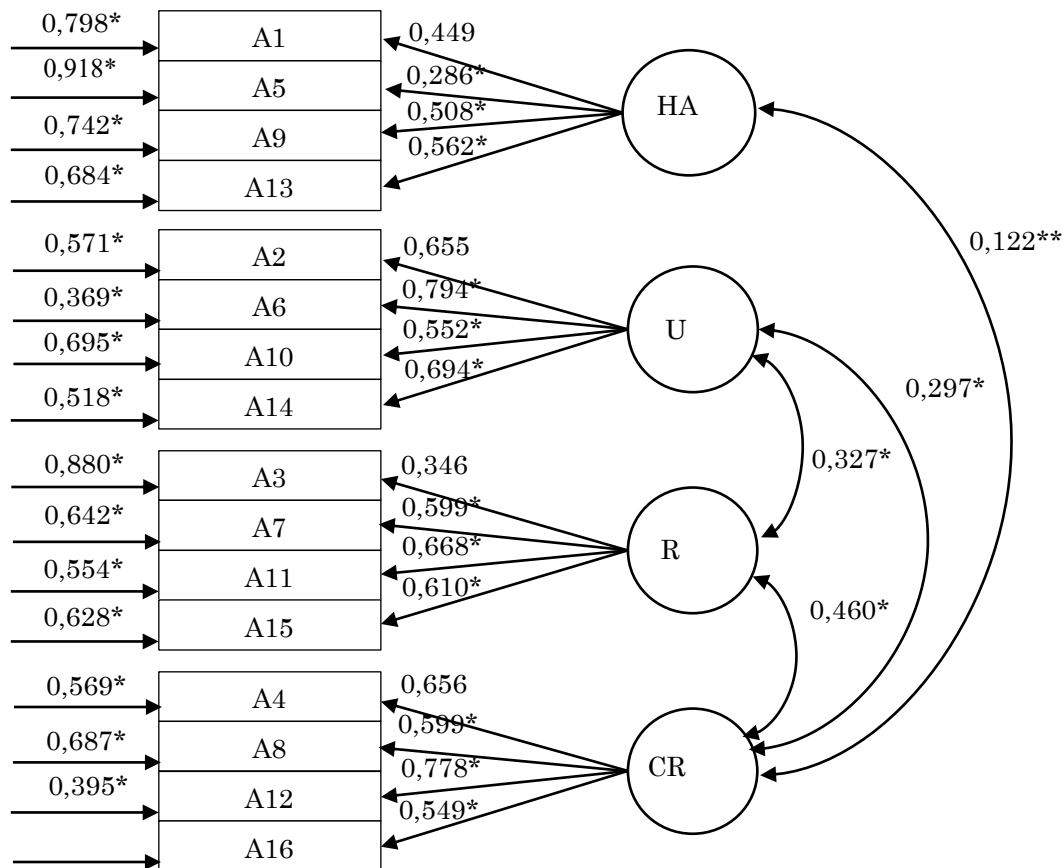 0,798* A1 0,449
0,918* A5 0,286*
0,742* A9 0,508*
0,684* A13 0,562*
HA
0,122**
0,571* A2 0,655
0,369* A6 0,794*
0,695* A10 0,552*
0,518* A14 0,694*
U
0,297*
0,327*
0,880* A3 0,346
0,642* A7 0,599*
0,554* A11 0,668*
0,628* A15 0,610*
R
0,460*
0,569* A4 0,656
0,687* A8 0,599*
0,395* A12 0,778*
A16 0,549*
CR